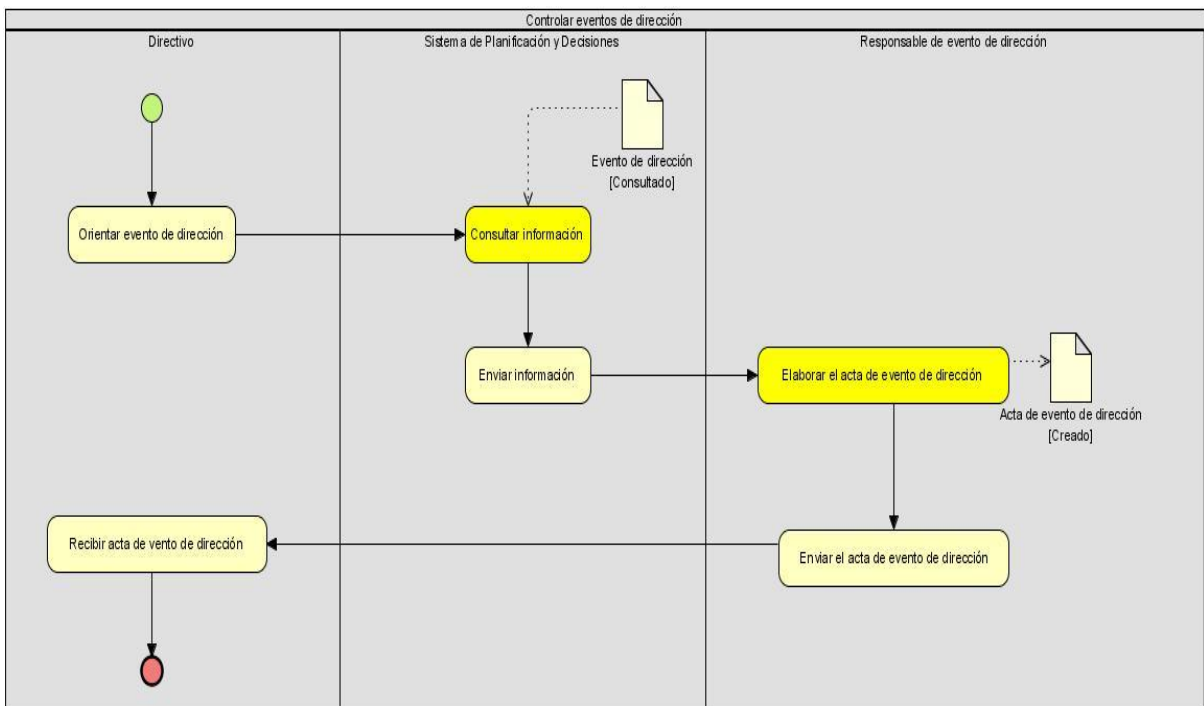 Controlar eventos de dirección
Directivo
Sistema de Planificación y Decisiones
Responsable de evento de dirección
Evento de dirección
[Consultado]
Orientar evento de dirección
Consultar información
Enviar información
Elaborar el acta de evento de dirección
Acta de evento de dirección
[Creado]
Recibir acta de vento de dirección
Enviar el acta de evento de dirección